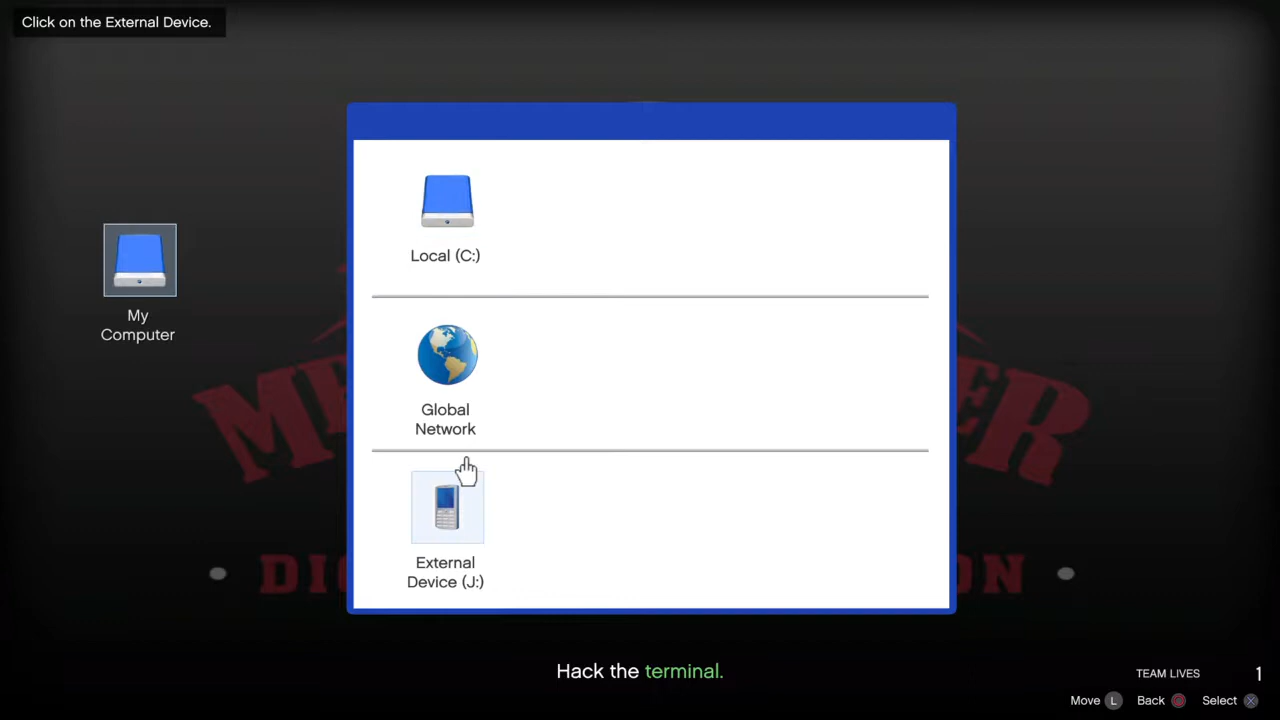 Click on the External Device.
Local (C:)
My
Computer
Global
Network
External
Device (J:)
Hack the terminal.
TEAM LIVES 1
Move L Back Select